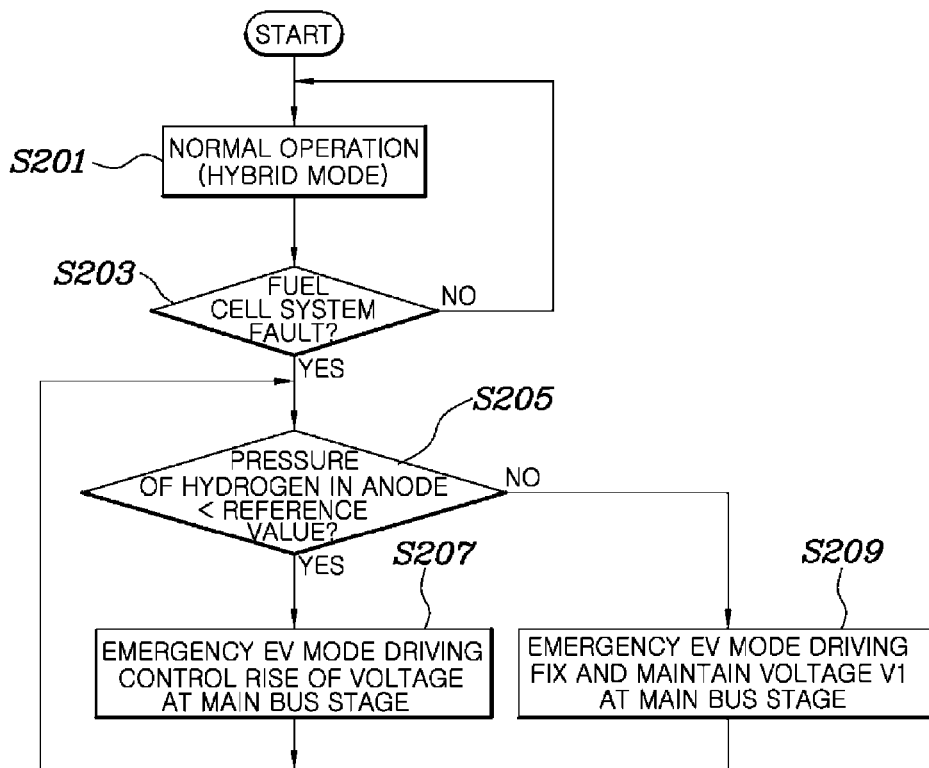 START
NORMAL OPERATION
(HYBRID MODE)
S201
S203
FUEL
CELL SYSTEM
FAULT?
NO
YES
S205
PRESSURE
OF HYDROGEN IN ANODE
< REFERENCE
VALUE?
NO
YES
S207
S209
EMERGENCY EV MODE DRIVING
CONTROL RISE OF VOLTAGE
AT MAIN BUS STAGE
EMERGENCY EV MODE DRIVING
FIX AND MAINTAIN VOLTAGE V1
AT MAIN BUS STAGE